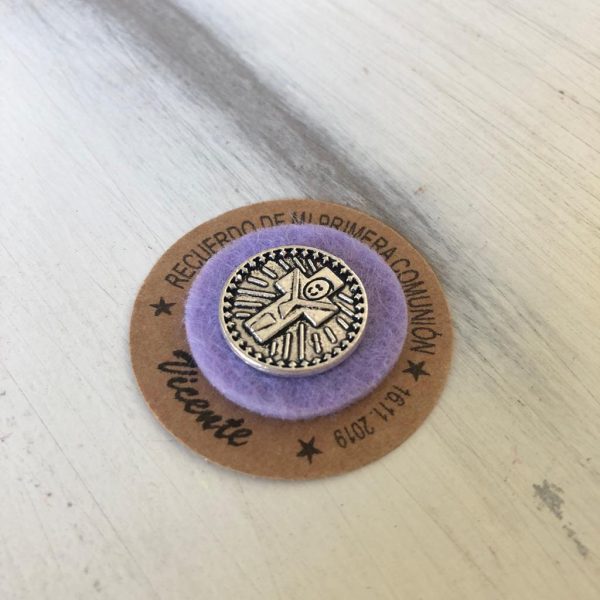 RECUERDO DE MI PRIMERA COMUNIÓN
16.11.2019
Vicente